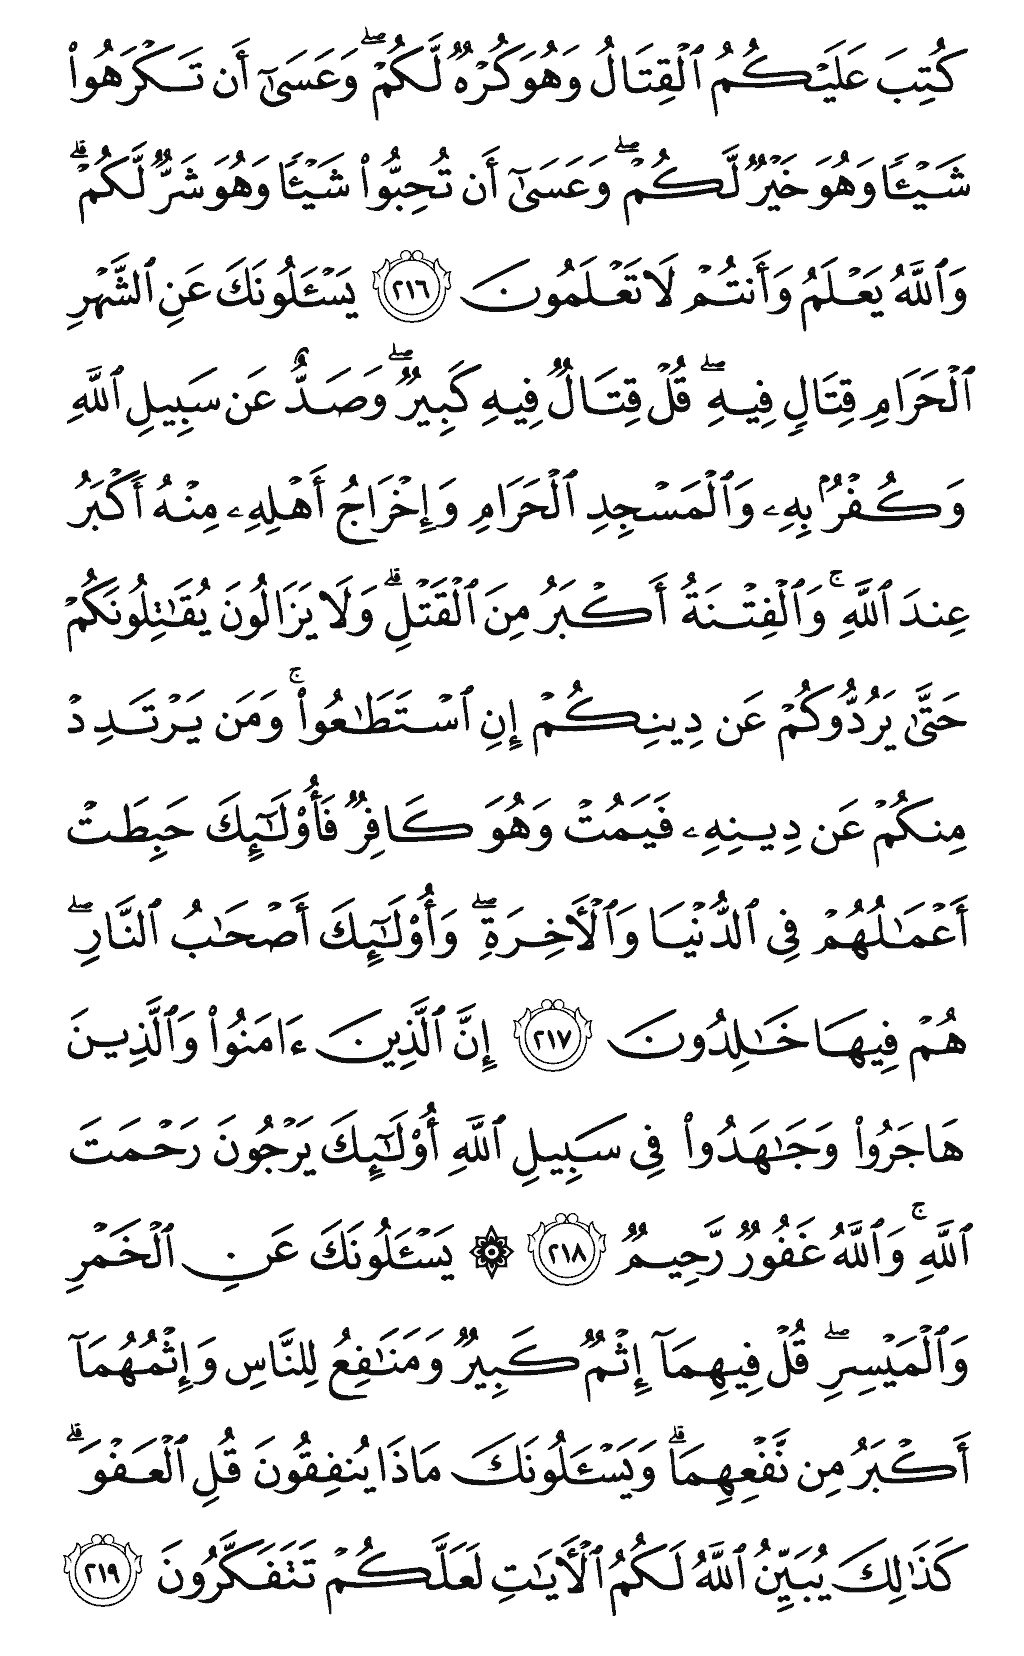 كُتِبَ عَلَيْكُمُ ٱلْقِتَالُ وَهُوَ كُرْهٌ لَّكُمْ ۖ وَعَسَىٰٓ أَن تَكْرَهُوا۟
شَيْـًٔا وَهُوَ خَيْرٌ لَّكُمْ ۖ وَعَسَىٰٓ أَن تُحِبُّوا۟ شَيْـًٔا وَهُوَ شَرٌّ لَّكُمْ ۗ
وَٱللَّهُ يَعْلَمُ وَأَنتُمْ لَا تَعْلَمُونَ ٢١٦ يَسْـَٔلُونَكَ عَنِ ٱلشَّهْرِ
ٱلْحَرَامِ قِتَالٍ فِيهِ ۖ قُلْ قِتَالٌ فِيهِ كَبِيرٌ ۖ وَصَدٌّ عَن سَبِيلِ ٱللَّهِ
وَكُفْرٌۢ بِهِۦ وَٱلْمَسْجِدِ ٱلْحَرَامِ وَإِخْرَاجُ أَهْلِهِۦ مِنْهُ أَكْبَرُ
عِندَ ٱللَّهِ ۚ وَٱلْفِتْنَةُ أَكْبَرُ مِنَ ٱلْقَتْلِ ۗ وَلَا يَزَالُونَ يُقَـٰتِلُونَكُمْ
حَتَّىٰ يَرُدُّوكُمْ عَن دِينِكُمْ إِنِ ٱسْتَطَـٰعُوا۟ ۚ وَمَن يَرْتَدِدْ
مِنكُمْ عَن دِينِهِۦ فَيَمُتْ وَهُوَ كَافِرٌ فَأُو۟لَـٰٓئِكَ حَبِطَتْ
أَعْمَـٰلُهُمْ فِى ٱلدُّنْيَا وَٱلْـَٔاخِرَةِ ۖ وَأُو۟لَـٰٓئِكَ أَصْحَـٰبُ ٱلنَّارِ ۖ
هُمْ فِيهَا خَـٰلِدُونَ ٢١٧ إِنَّ ٱلَّذِينَ ءَامَنُوا۟ وَٱلَّذِينَ
هَاجَرُوا۟ وَجَـٰهَدُوا۟ فِى سَبِيلِ ٱللَّهِ أُو۟لَـٰٓئِكَ يَرْجُونَ رَحْمَتَ
ٱللَّهِ ۚ وَٱللَّهُ غَفُورٌ رَّحِيمٌ ٢١٨ ۞ يَسْـَٔلُونَكَ عَنِ ٱلْخَمْرِ
وَٱلْمَيْسِرِ ۖ قُلْ فِيهِمَآ إِثْمٌ كَبِيرٌ وَمَنَـٰفِعُ لِلنَّاسِ وَإِثْمُهُمَآ
أَكْبَرُ مِن نَّفْعِهِمَا ۗ وَيَسْـَٔلُونَكَ مَاذَا يُنفِقُونَ قُلِ ٱلْعَفْوَ ۗ
كَذَٰلِكَ يُبَيِّنُ ٱللَّهُ لَكُمُ ٱلْـَٔايَـٰتِ لَعَلَّكُمْ تَتَفَكَّرُونَ ٢١٩